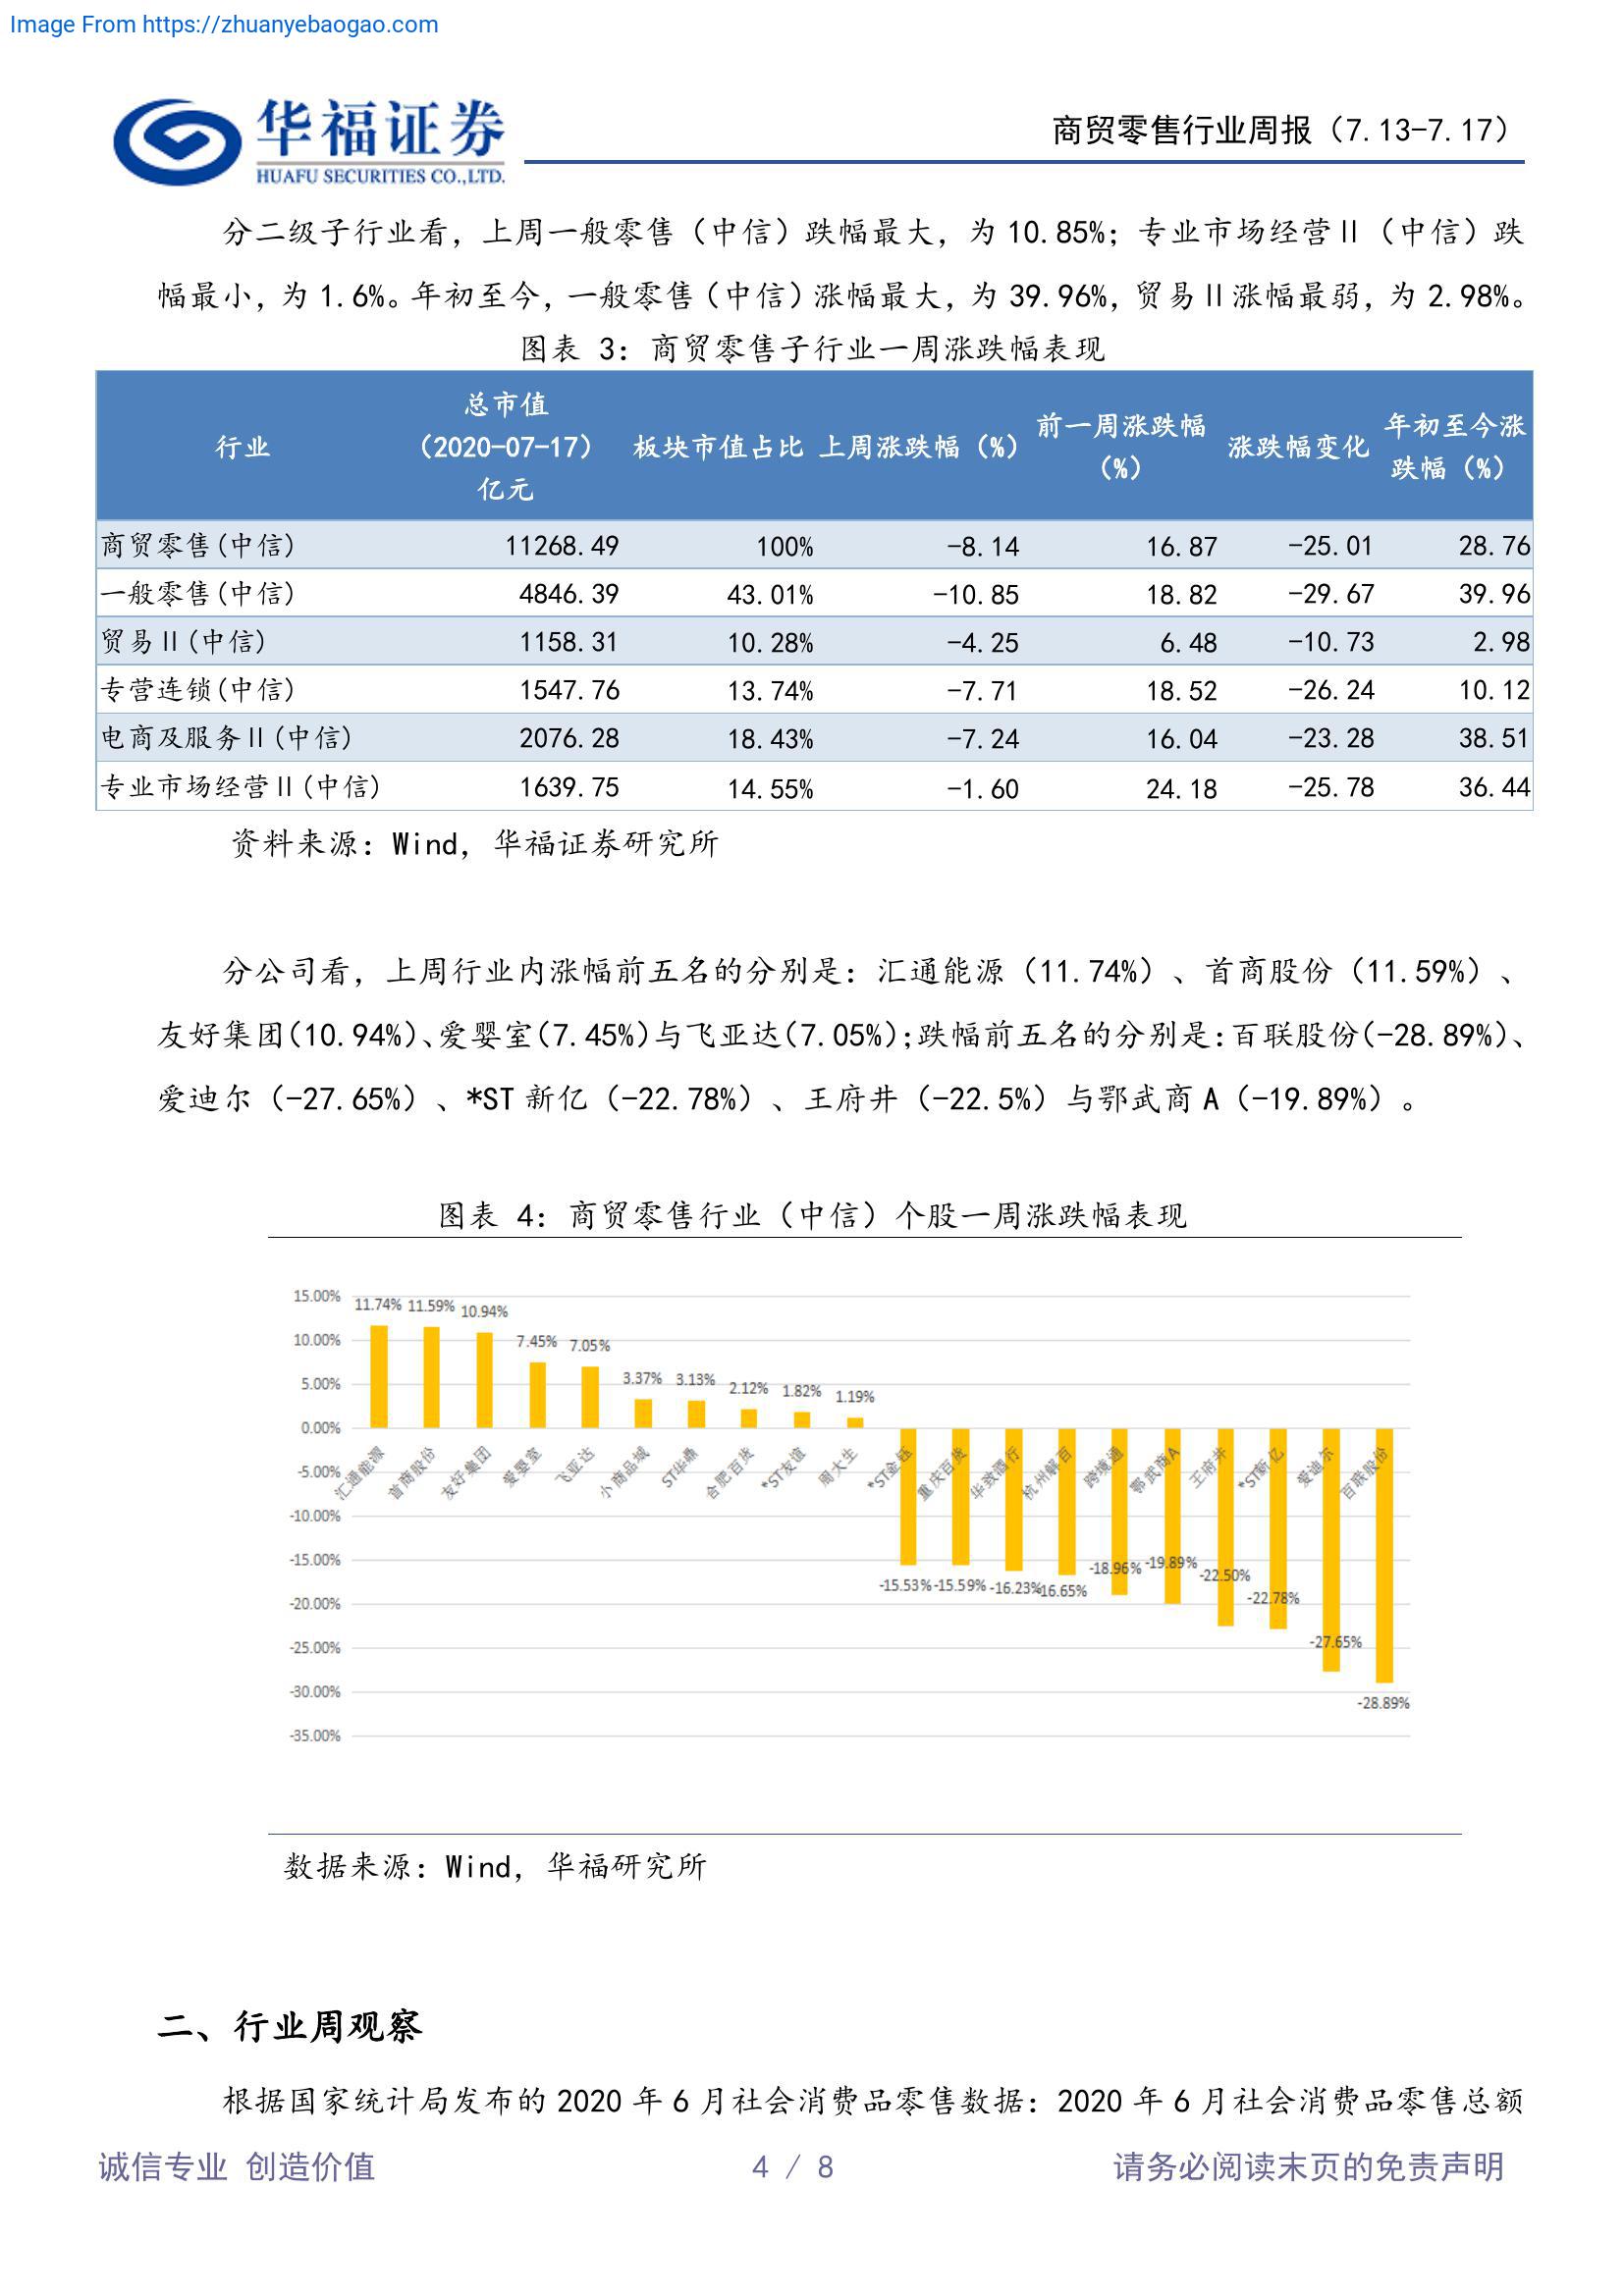 Image From https://zhuanyebaogao.com
华福证券
HUAFU SECURITIES CO.,LTD.
商贸零售行业周报（7.13-7.17）
分二级子行业看，上周一般零售（中信）跌幅最大，为 10.85%；专业市场经营Ⅱ（中信）跌
幅最小，为 1.6%。年初至今，一般零售（中信）涨幅最大，为 39.96%，贸易Ⅱ涨幅最弱，为 2.98%。
图表 3：商贸零售子行业一周涨跌幅表现
行业 总市值（2020-07-17）亿元 板块市值占比 上周涨跌幅（%） 前一周涨跌幅（%） 涨跌幅变化 年初至今涨跌幅（%）
商贸零售(中信) 11268.49 100% -8.14 16.87 -25.01 28.76
一般零售(中信) 4846.39 43.01% -10.85 18.82 -29.67 39.96
贸易Ⅱ(中信) 1158.31 10.28% -4.25 6.48 -10.73 2.98
专营连锁(中信) 1547.76 13.74% -7.71 18.52 -26.24 10.12
电商及服务Ⅱ(中信) 2076.28 18.43% -7.24 16.04 -23.28 38.51
专业市场经营Ⅱ(中信) 1639.75 14.55% -1.60 24.18 -25.78 36.44
资料来源：Wind，华福证券研究所
分公司看，上周行业内涨幅前五名的分别是：汇通能源（11.74%）、首商股份（11.59%）、
友好集团(10.94%)、爱婴室(7.45%)与飞亚达(7.05%);跌幅前五名的分别是：百联股份(-28.89%)、
爱迪尔（-27.65%）、*ST 新亿（-22.78%）、王府井（-22.5%）与鄂武商 A（-19.89%）。
图表 4：商贸零售行业（中信）个股一周涨跌幅表现
15.00%
10.00%
5.00%
0.00%
-5.00%
-10.00%
-15.00%
-20.00%
-25.00%
-30.00%
-35.00%
11.74% 11.59% 10.94% 7.45% 7.05% 3.37% 3.13% 2.12% 1.82% 1.19%
汇通能源 首商股份 友好集团 爱婴室 飞亚达 小商品城 ST华鼎 合肥百货 *ST友谊 周大生 *ST金钰 重庆百货 华致酒行 杭州解百 跨境通 鄂武商A 王府井 *ST新亿 爱迪尔 百联股份
-15.53% -15.59% -16.23% -16.65% -18.96% -19.89% -22.50% -22.78% -27.65% -28.89%
数据来源：Wind，华福研究所
二、行业周观察
根据国家统计局发布的 2020 年 6 月社会消费品零售数据：2020 年 6 月社会消费品零售总额
诚信专业 创造价值 4 / 8 请务必阅读末页的免责声明